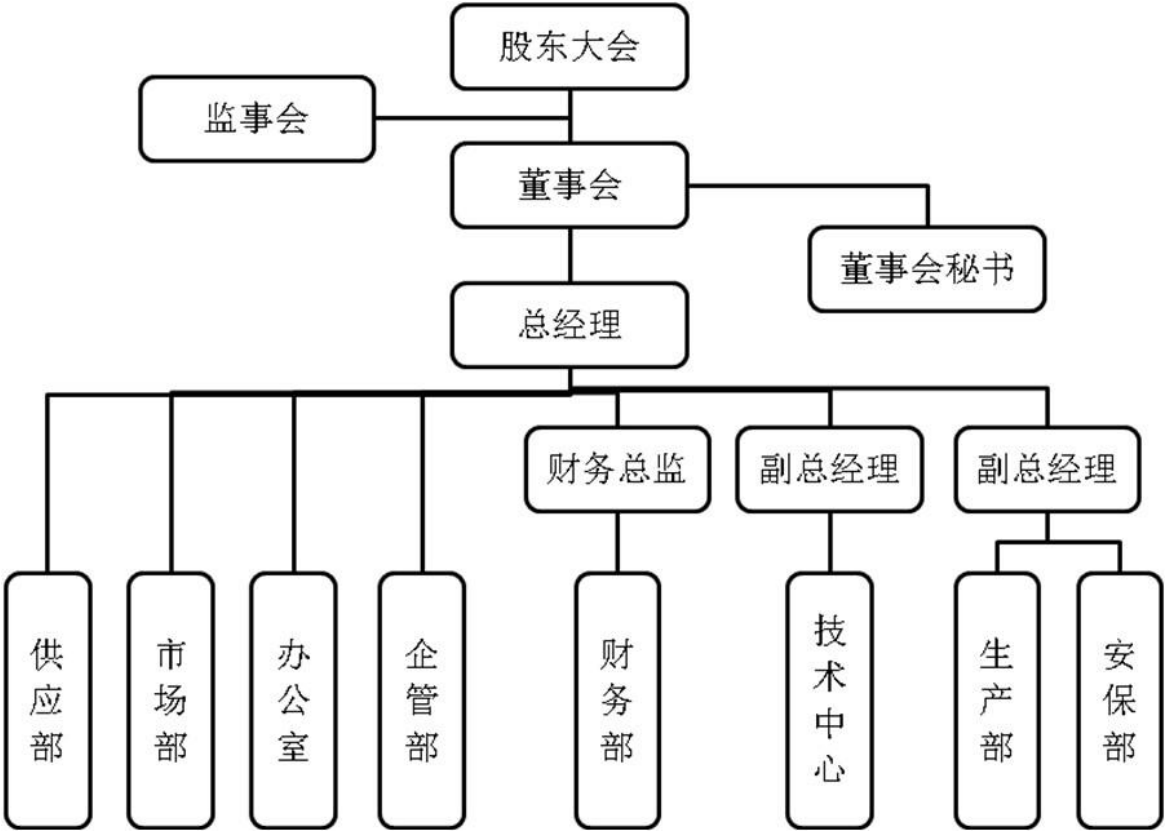 股东大会
监事会
董事会
董事会秘书
总经理
财务总监
副总经理
副总经理
供应部
市场部
办公室
企管部
财务部
技术中心
生产部
安保部